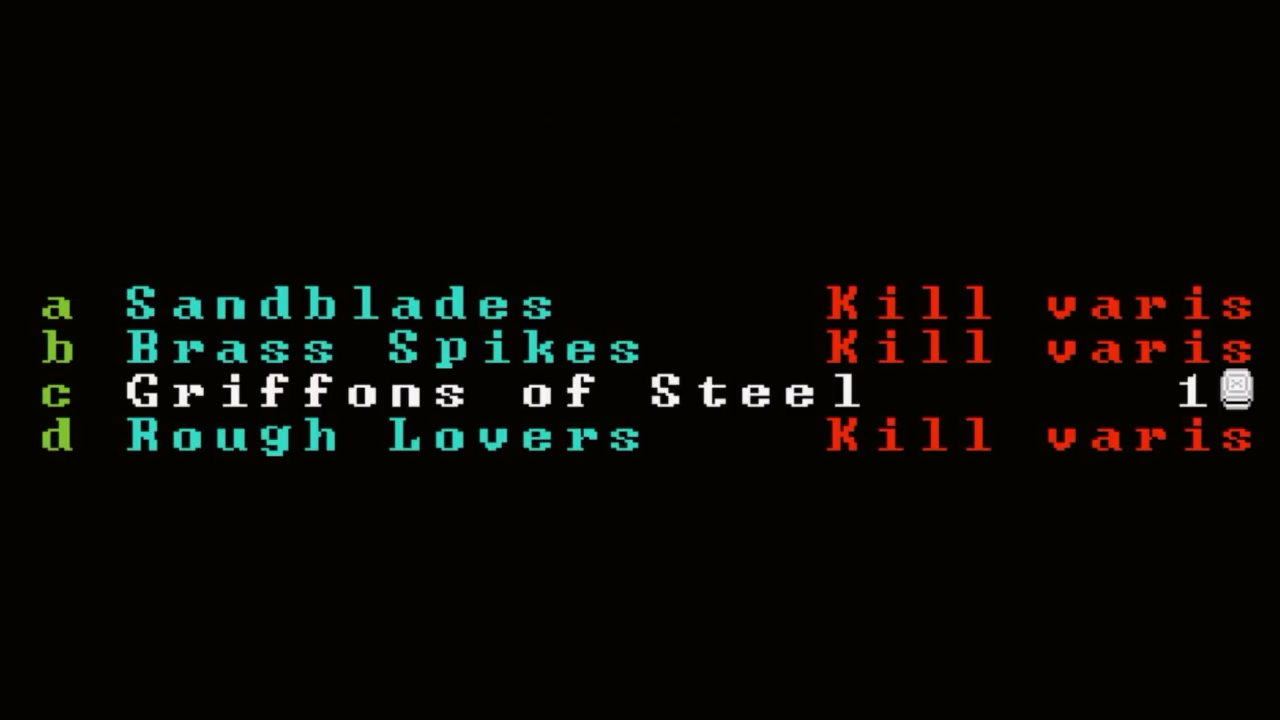 a Sandblades Kill varis
b Brass Spikes Kill varis
c Griffons of Steel 1
d Rough Lovers Kill varis